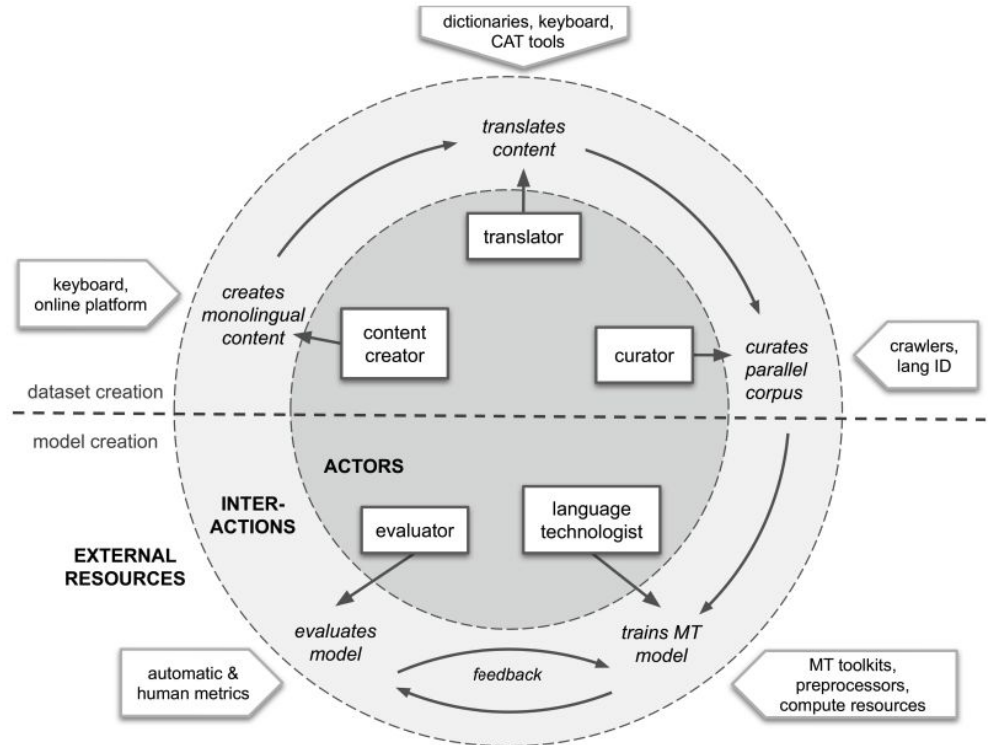 dictionaries, keyboard,
CAT tools
translates
content
translator
keyboard,
online platform
creates
monolingual
content
content
creator
curator
curates
parallel
corpus
crawlers,
lang ID
dataset creation
model creation
ACTORS
INTER-
ACTIONS
EXTERNAL
RESOURCES
evaluator
language
technologist
evaluates
model
feedback
trains MT
model
automatic &
human metrics
MT toolkits,
preprocessors,
compute resources